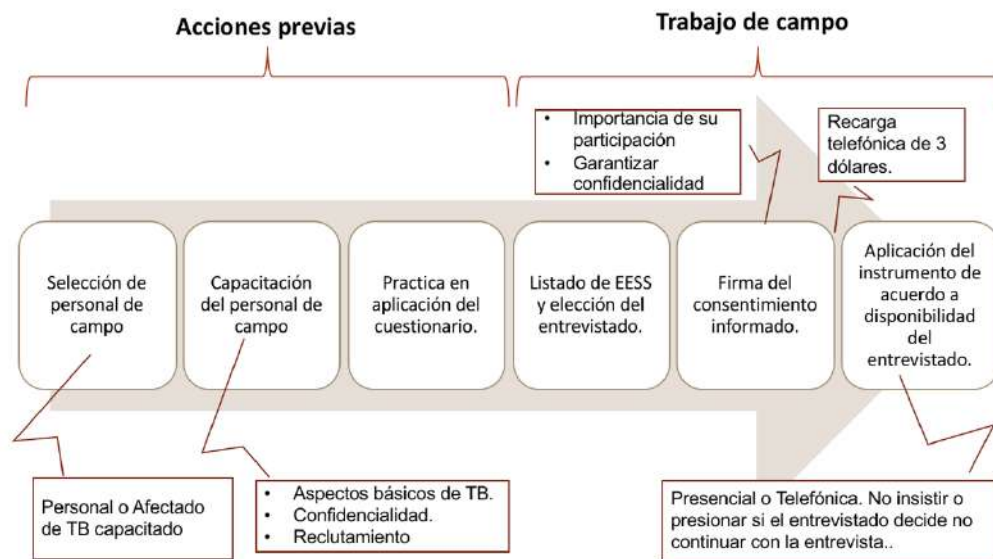 Acciones previas
Trabajo de campo
• Importancia de su
participación
• Garantizar
confidencialidad
Recarga
telefónica de 3
dólares.
Selección de
personal de
campo
Capacitación
del personal de
campo
Practica en
aplicación del
cuestionario.
Listado de EESS
y elección del
entrevistado.
Firma del
consentimiento
informado.
Aplicación del
instrumento de
acuerdo a
disponibilidad
del
entrevistado.
Personal o Afectado
de TB capacitado
• Aspectos básicos de TB.
• Confidencialidad.
• Reclutamiento
Presencial o Telefónica. No insistir o
presionar si el entrevistado decide no
continuar con la entrevista..